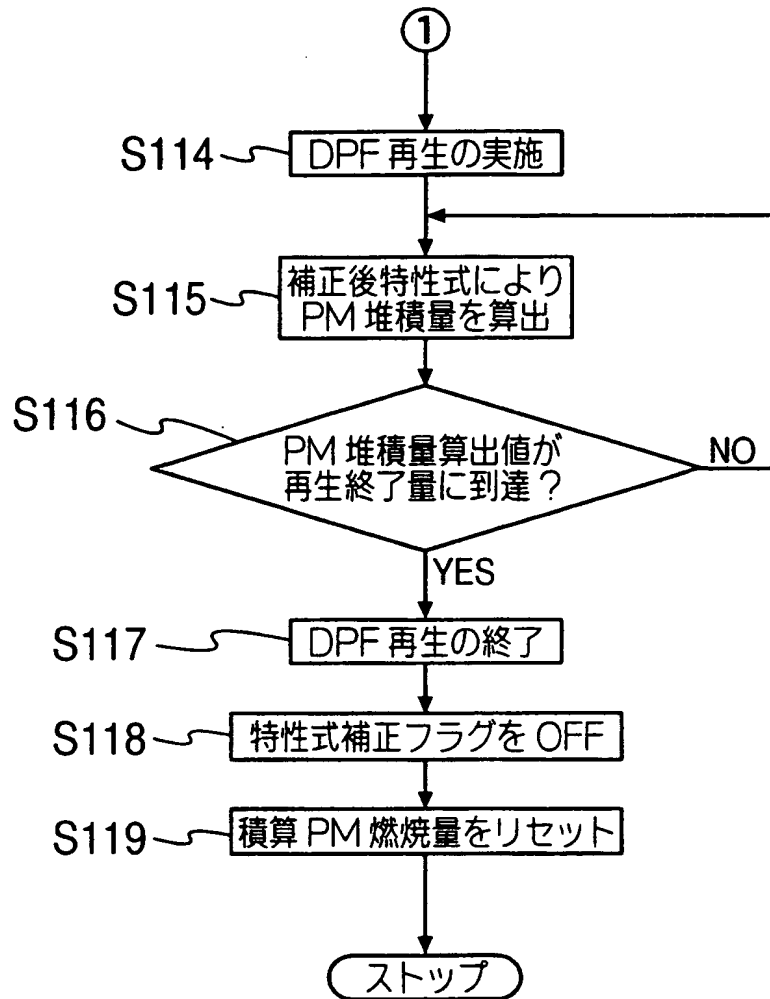 ①
S114
DPF 再生の実施
S115
補正後特性式により
PM 堆積量を算出
S116
PM 堆積量算出値が
再生終了量に到達?
NO
YES
S117
DPF 再生の終了
S118
特性式補正フラグを OFF
S119
積算 PM 燃焼量をリセット
ストップ